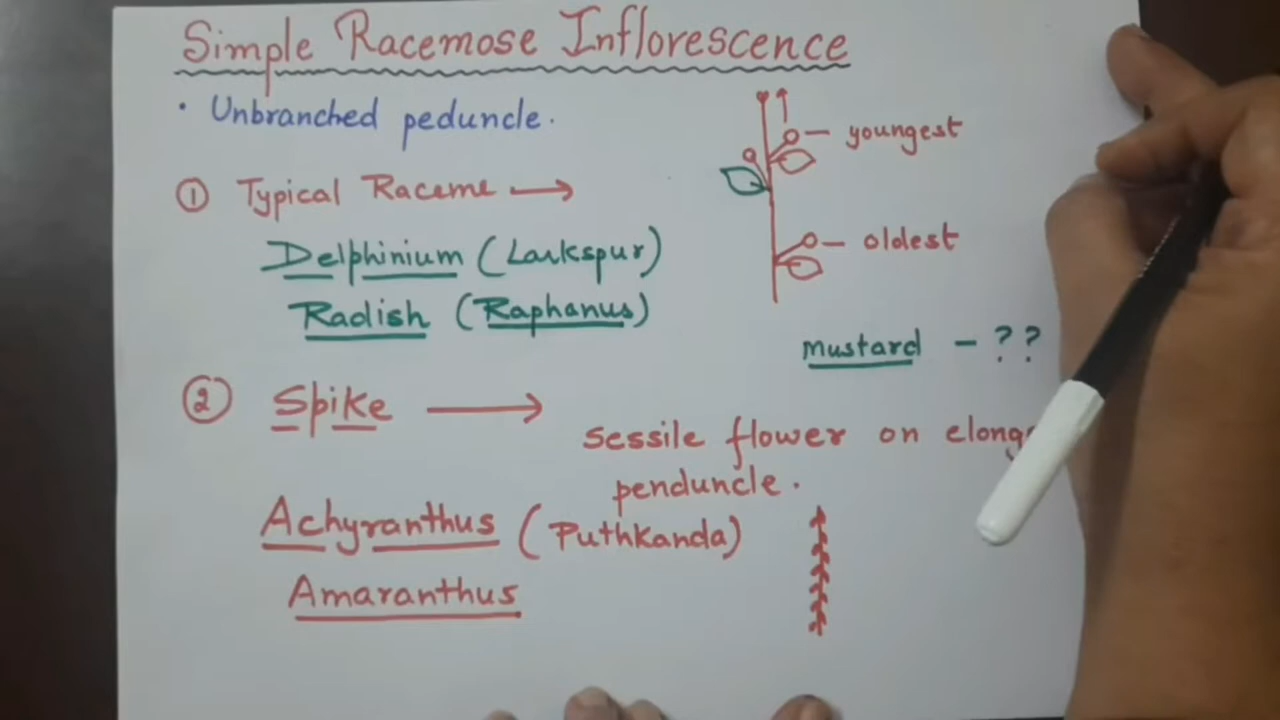 Simple Racemose Inflorescence
• Unbranched peduncle.
① Typical Raceme →
youngest
Delphinium (Larkspur)
oldest
Radish (Raphanus)
mustard - ??
② Spike →
sessile flower on
penduncle.
Achyranthus (Puthkanda)
Amaranthus